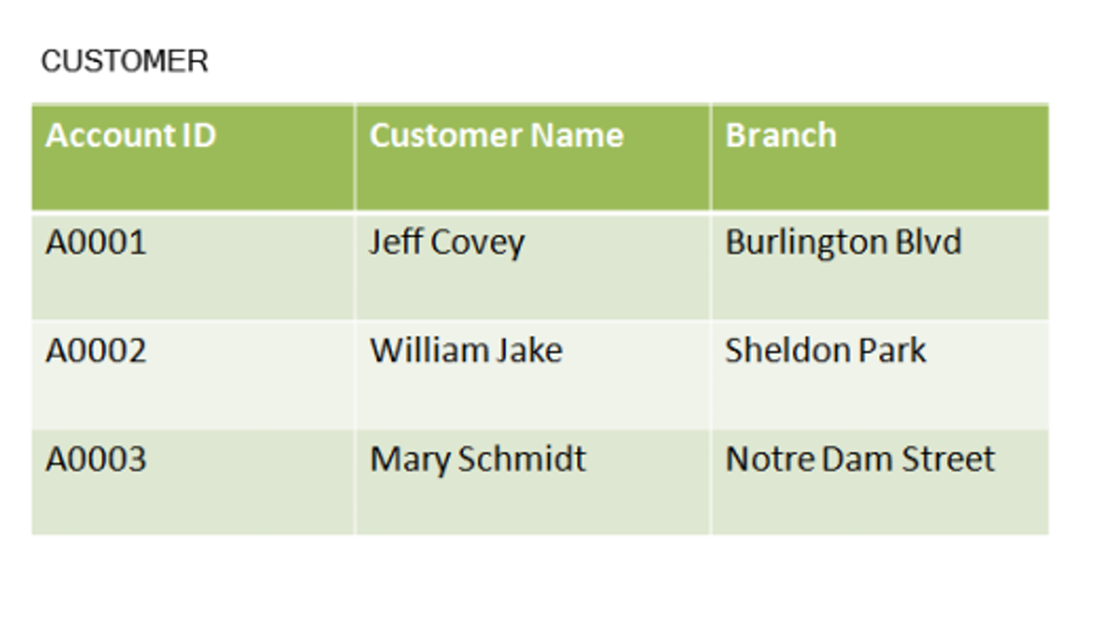 CUSTOMER
Account ID Customer Name Branch
A0001 Jeff Covey Burlington Blvd
A0002 William Jake Sheldon Park
A0003 Mary Schmidt Notre Dam Street